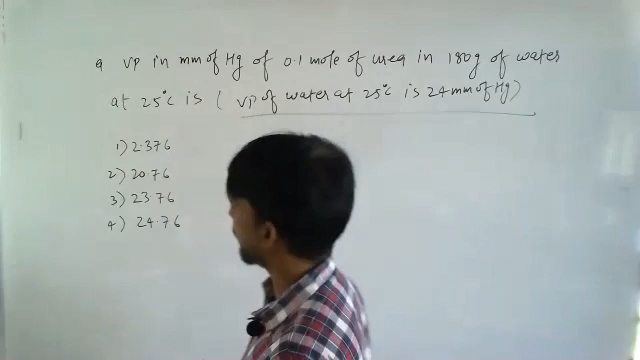 Q VP in mm of Hg of 0.1 mole of urea in 180g of water
at 25°C is ( VP of water at 25°C is 24 mm of Hg)
1) 2.376
2) 20.76
3) 23.76
4) 24.76